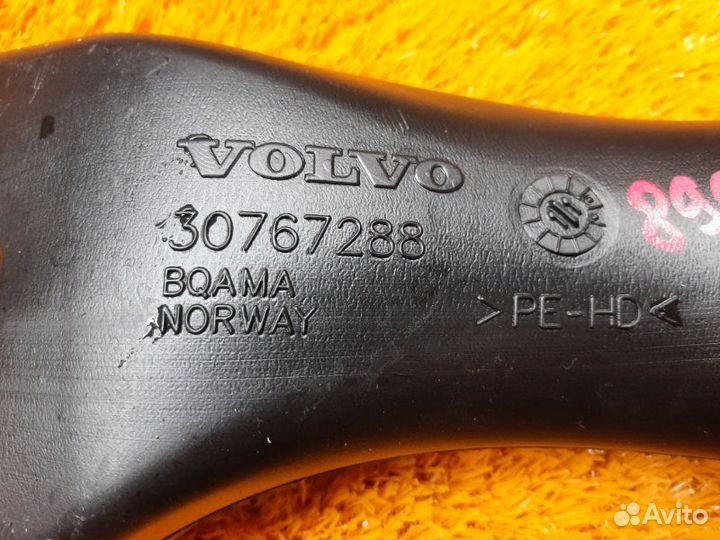 VOLVO
30767288
BQAMA
NORWAY
>PE-HD<
Avito